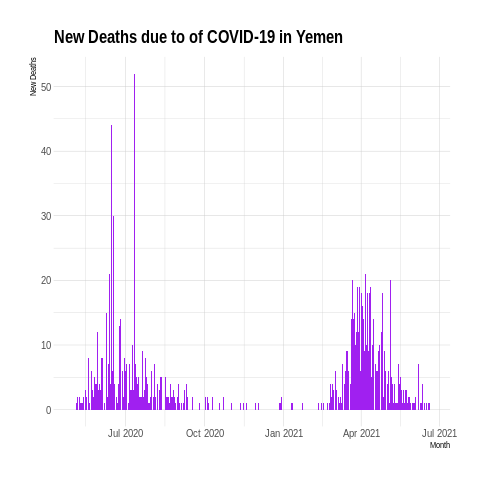 New Deaths due to of COVID-19 in Yemen
New Deaths
50
40
30
20
10
0
Jul 2020 Oct 2020 Jan 2021 Apr 2021 Jul 2021
Month